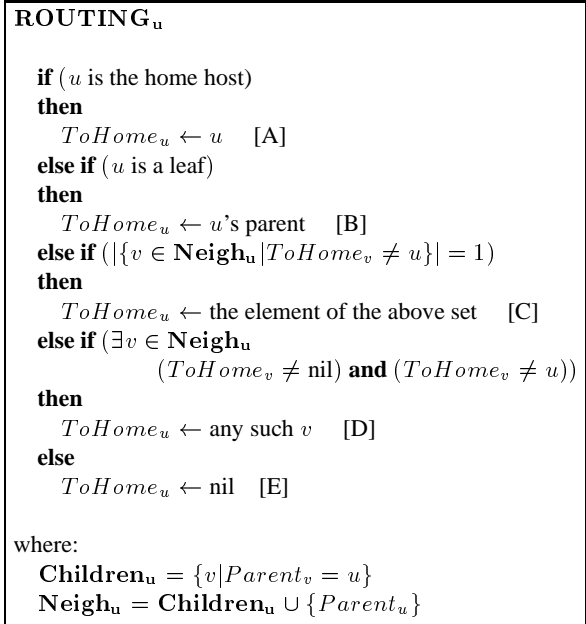 ROUTINGᵤ
if (u is the home host)
then
ToHomeᵤ ← u [A]
else if (u is a leaf)
then
ToHomeᵤ ← u's parent [B]
else if (|{v ∈ Neighᵤ|ToHomeᵥ ≠ u}| = 1)
then
ToHomeᵤ ← the element of the above set [C]
else if (∃v ∈ Neighᵤ
(ToHomeᵥ ≠ nil) and (ToHomeᵥ ≠ u))
then
ToHomeᵤ ← any such v [D]
else
ToHomeᵤ ← nil [E]
where:
Childrenᵤ = {v|Parentᵥ = u}
Neighᵤ = Childrenᵤ ∪ {Parentᵤ}